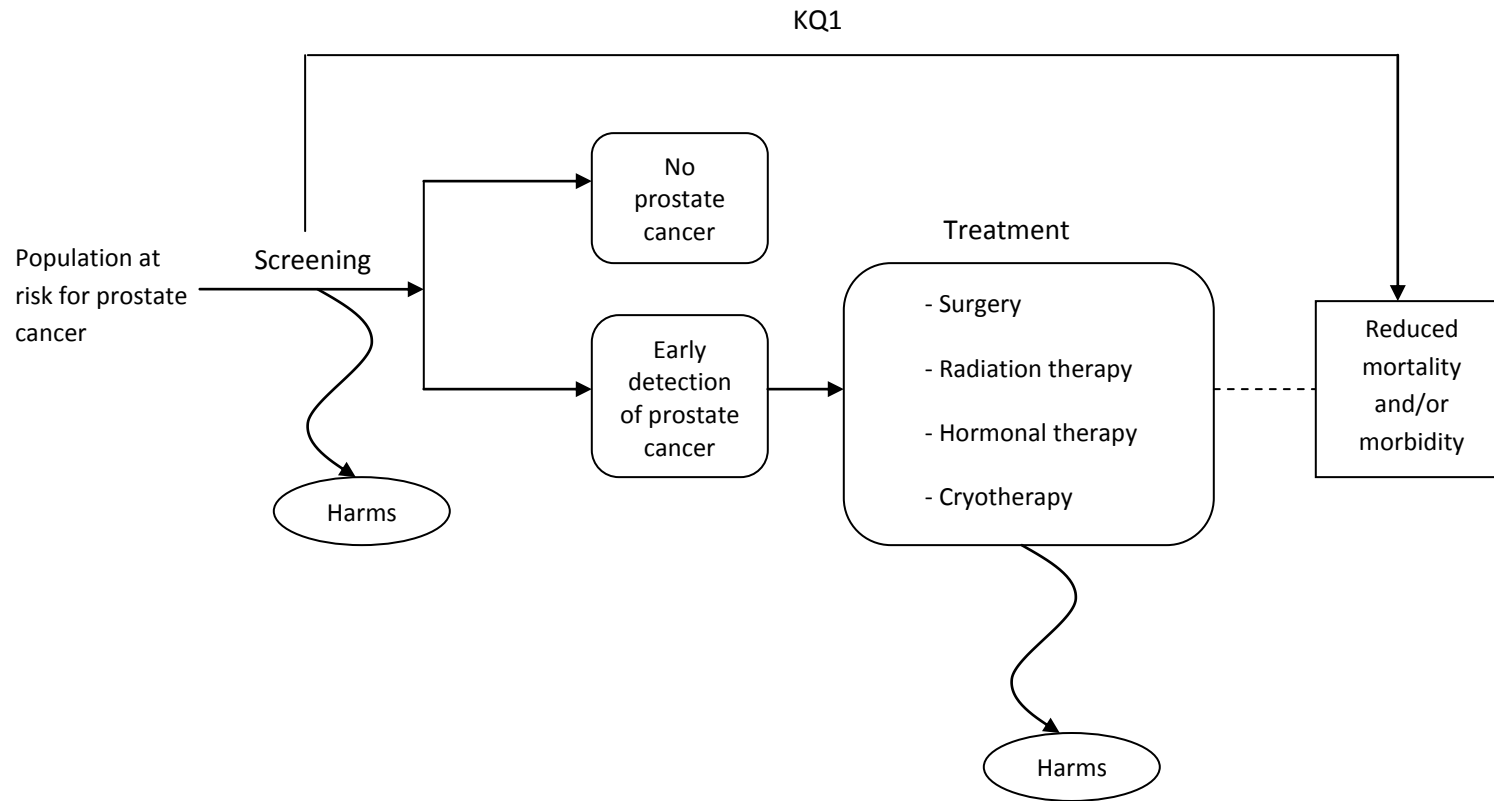 KQ1
Population at
risk for prostate
cancer
Screening
Harms
No
prostate
cancer
Early
detection
of prostate
cancer
Treatment
- Surgery
- Radiation therapy
- Hormonal therapy
- Cryotherapy
Harms
Reduced
mortality
and/or
morbidity